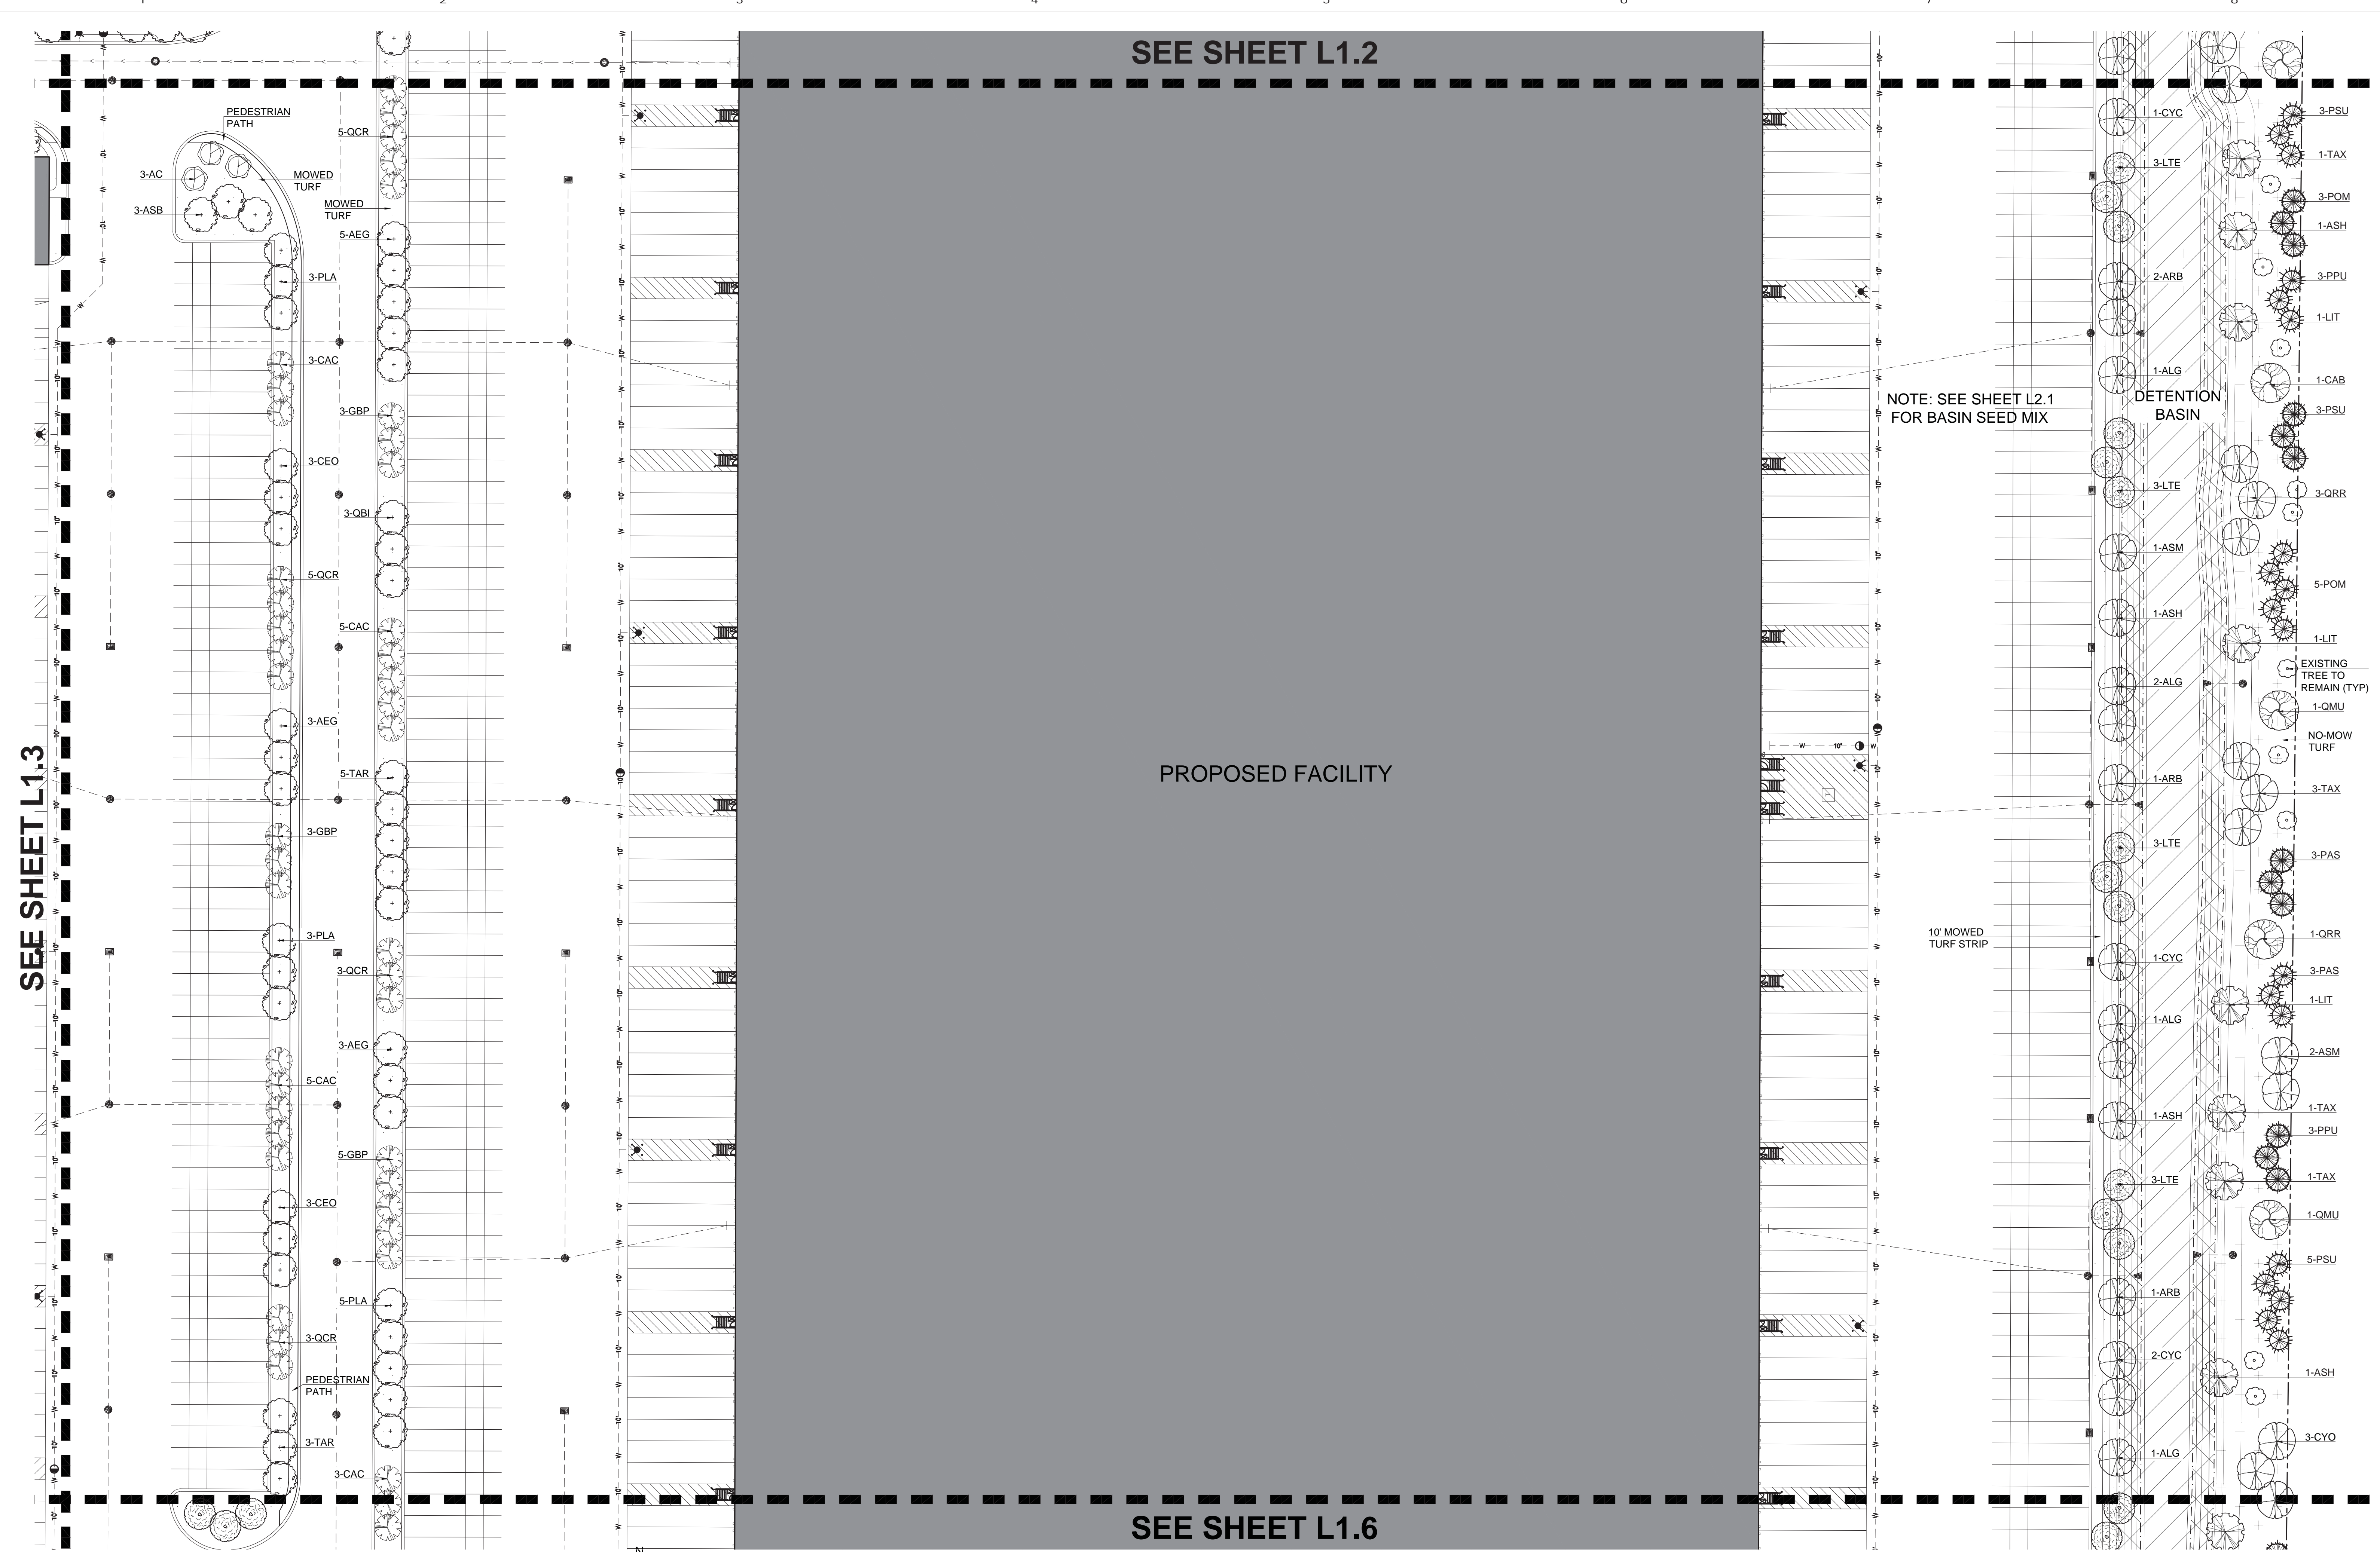 SEE SHEET L1.2
SEE SHEET L1.3
PEDESTRIAN
PATH
3-AC
MOWED
TURF
3-ASB
3-PLA
3-CAC
3-CEO
5-QCR
3-AEG
3-GBP
3-PLA
5-CAC
3-CEO
3-QCR
PEDESTRIAN
PATH
3-TAR
5-QCR
MOWED
TURF
5-AEG
3-GBP
3-QBI
5-CAC
5-TAR
3-QCR
3-AEG
5-GBP
5-PLA
3-CAC
PROPOSED FACILITY
NOTE: SEE SHEET L2.1
FOR BASIN SEED MIX
DETENTION
BASIN
10' MOWED
TURF STRIP
1-CYC
3-LTE
2-ARB
1-ALG
3-LTE
1-ASM
1-ASH
2-ALG
1-ARB
3-LTE
1-CYC
1-ALG
1-ASH
3-LTE
1-ARB
2-CYC
1-ALG
3-PSU
1-TAX
3-POM
1-ASH
3-PPU
1-LIT
1-CAB
3-PSU
3-QRR
5-POM
1-LIT
EXISTING
TREE TO
REMAIN (TYP)
1-QMU
NO-MOW
TURF
3-TAX
3-PAS
1-QRR
3-PAS
1-LIT
2-ASM
1-TAX
3-PPU
1-TAX
1-QMU
5-PSU
1-ASH
3-CYO
SEE SHEET L1.6